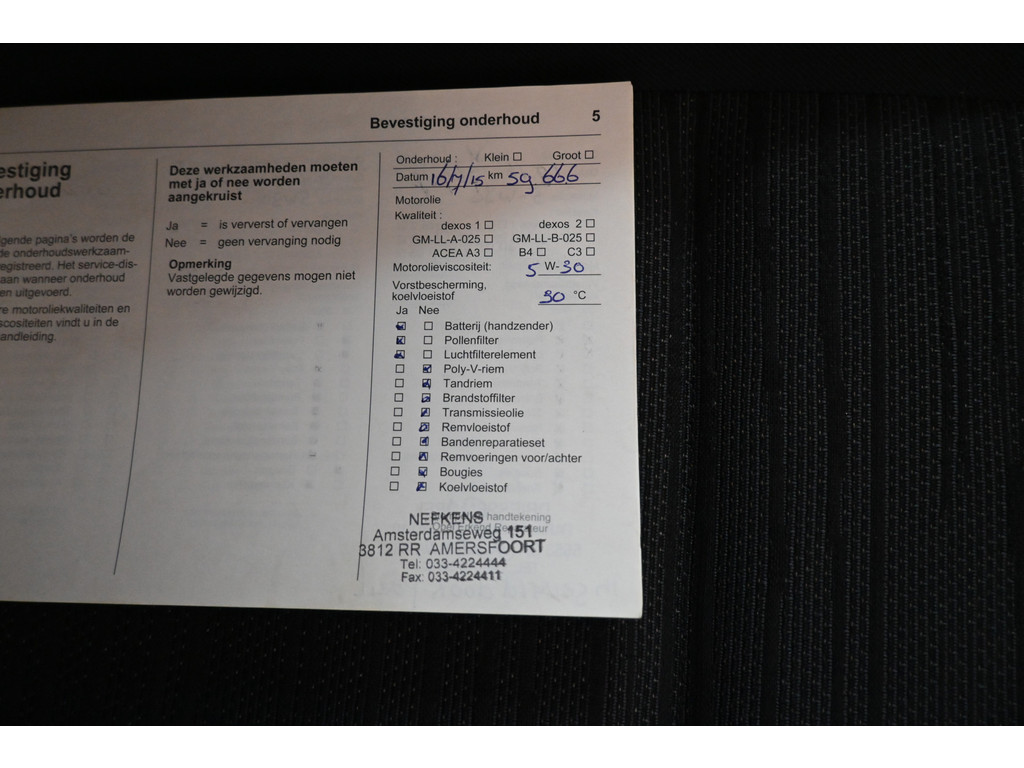 Bevestiging onderhoud 5
estiging
erhoud
gende pagina's worden de
de onderhoudswerkzaam-
egistreerd. Het service-dis-
aan wanneer onderhoud
en uitgevoerd.
re motoroliekwaliteiten en
scositeiten vindt u in de
andleiding.
Deze werkzaamheden moeten
met ja of nee worden
aangekruist
Ja = is ververst of vervangen
Nee = geen vervanging nodig
Opmerking
Vastgelegde gegevens mogen niet
worden gewijzigd.
Onderhoud : Klein ☐ Groot ☐
Datum 16/7/15 km 59 666
Motorolie
Kwaliteit :
dexos 1 ☐ dexos 2 ☐
GM-LL-A-025 ☐ GM-LL-B-025 ☐
ACEA A3 ☐ B4 ☐ C3 ☐
Motorolieviscositeit: 5 W-30
Vorstbescherming,
koelvloeistof 30 °C
Ja Nee
☒ ☐ Batterij (handzender)
☒ ☐ Pollenfilter
☒ ☐ Luchtfilterelement
☐ ☒ Poly-V-riem
☐ ☒ Tandriem
☐ ☒ Brandstoffilter
☐ ☒ Transmissieolie
☐ ☒ Remvloeistof
☐ ☒ Bandenreparatieset
☐ ☒ Remvoeringen voor/achter
☐ ☒ Bougies
☐ ☒ Koelvloeistof
handtekening
NEFKENS
Amsterdamseweg 151
3812 RR AMERSFOORT
Tel: 033-4224444
Fax: 033-4224411